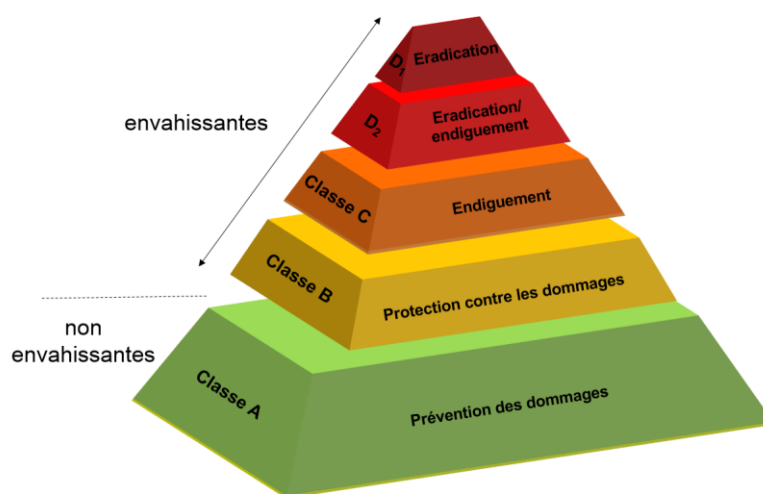 D1 Eradication
envahissantes
D2 Eradication/
endiguement
Classe C Endiguement
Classe B Protection contre les dommages
non
envahissantes
Classe A Prévention des dommages